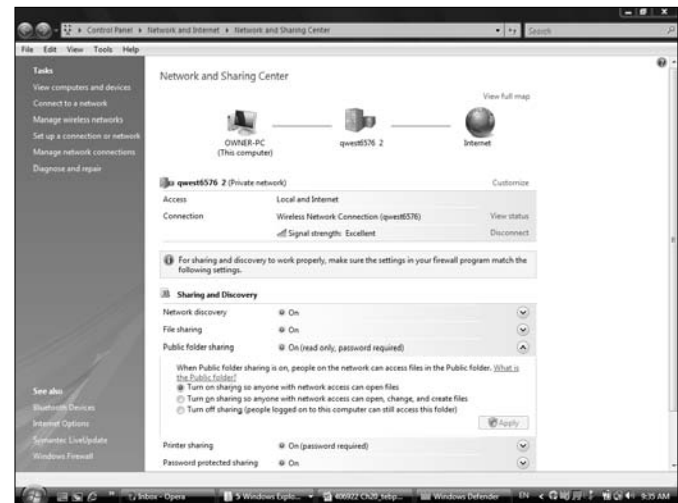 Control Panel ▸ Network and Internet ▸ Network and Sharing Center
Search
File Edit View Tools Help
Tasks
View computers and devices
Connect to a network
Manage wireless networks
Set up a connection or network
Manage network connections
Diagnose and repair
See also
Bluetooth Devices
Internet Options
Symantec LiveUpdate
Windows Firewall
Network and Sharing Center
View full map
OWNER-PC
(This computer)
qwest6576 2
Internet
qwest6576 2 (Private network)
Customize
Access Local and Internet
Connection Wireless Network Connection (qwest6576) View status
Signal strength: Excellent Disconnect
For sharing and discovery to work properly, make sure the settings in your firewall program match the
following settings.
Sharing and Discovery
Network discovery On
File sharing On
Public folder sharing On (read only, password required)
When Public folder sharing is on, people on the network can access files in the Public folder. What is
the Public folder?
Turn on sharing so anyone with network access can open files
Turn on sharing so anyone with network access can open, change, and create files
Turn off sharing (people logged on to this computer can still access this folder)
Apply
Printer sharing On (password required)
Password protected sharing On
Inbox - Opera 5 Windows Explo... 406922 Ch20_tebp... Windows Defender EN 9:35 AM